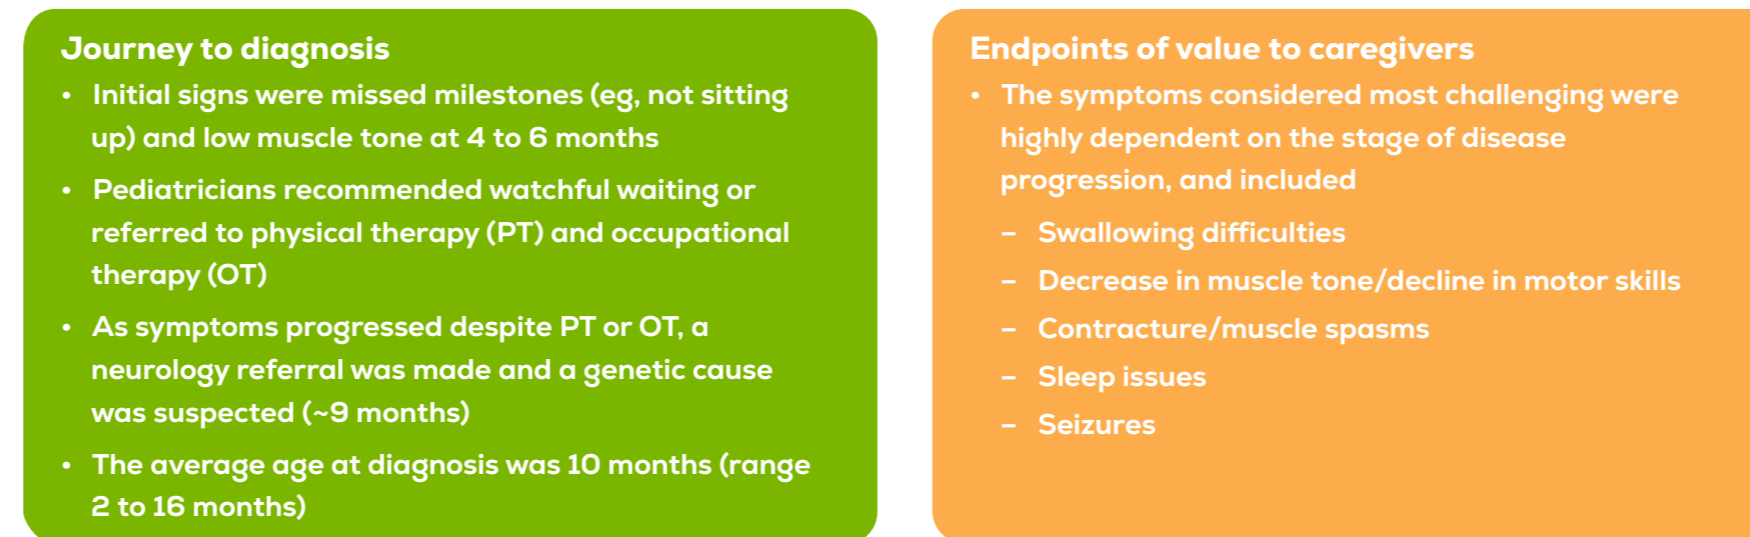 Journey to diagnosis
• Initial signs were missed milestones (eg, not sitting
up) and low muscle tone at 4 to 6 months
• Pediatricians recommended watchful waiting or
referred to physical therapy (PT) and occupational
therapy (OT)
• As symptoms progressed despite PT or OT, a
neurology referral was made and a genetic cause
was suspected (~9 months)
• The average age at diagnosis was 10 months (range
2 to 16 months)
Endpoints of value to caregivers
• The symptoms considered most challenging were
highly dependent on the stage of disease
progression, and included
– Swallowing difficulties
– Decrease in muscle tone/decline in motor skills
– Contracture/muscle spasms
– Sleep issues
– Seizures